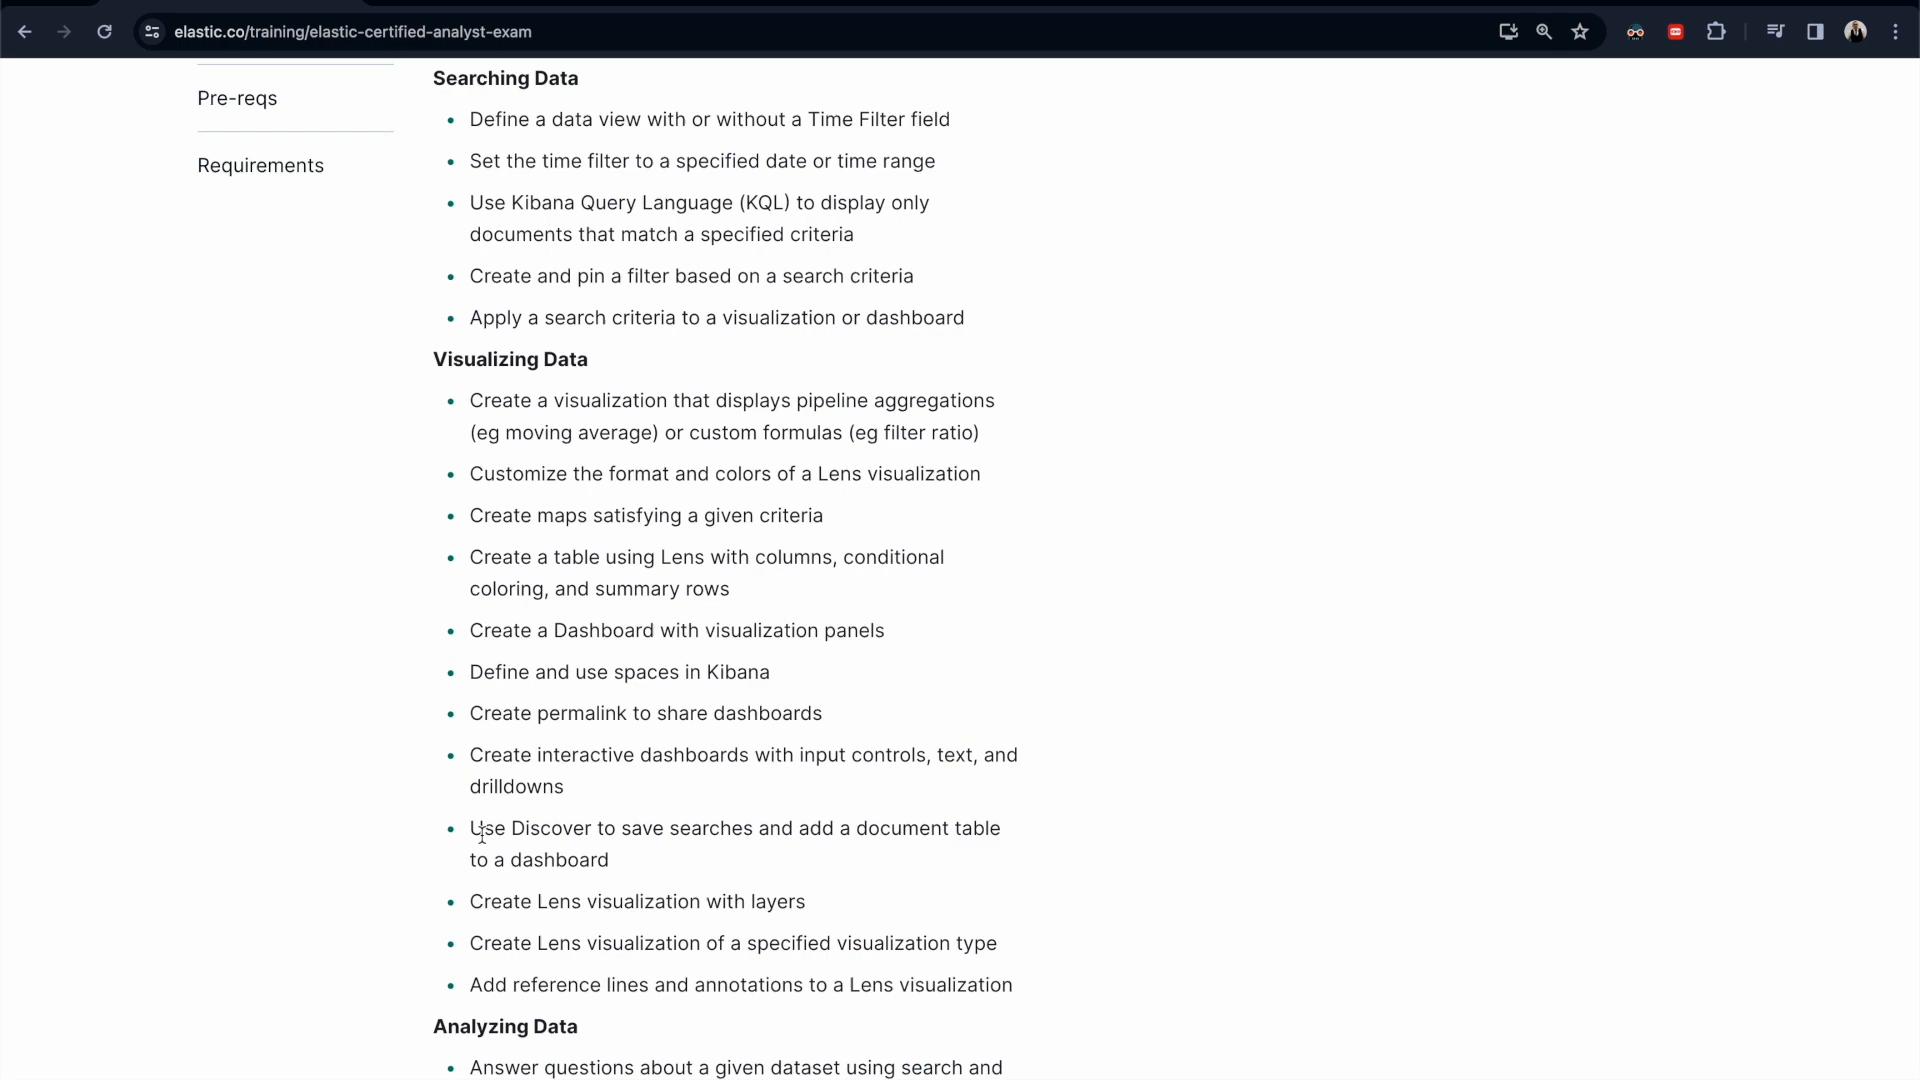 elastic.co/training/elastic-certified-analyst-exam
Pre-reqs
Requirements
Searching Data
• Define a data view with or without a Time Filter field
• Set the time filter to a specified date or time range
• Use Kibana Query Language (KQL) to display only
documents that match a specified criteria
• Create and pin a filter based on a search criteria
• Apply a search criteria to a visualization or dashboard
Visualizing Data
• Create a visualization that displays pipeline aggregations
(eg moving average) or custom formulas (eg filter ratio)
• Customize the format and colors of a Lens visualization
• Create maps satisfying a given criteria
• Create a table using Lens with columns, conditional
coloring, and summary rows
• Create a Dashboard with visualization panels
• Define and use spaces in Kibana
• Create permalink to share dashboards
• Create interactive dashboards with input controls, text, and
drilldowns
• Use Discover to save searches and add a document table
to a dashboard
• Create Lens visualization with layers
• Create Lens visualization of a specified visualization type
• Add reference lines and annotations to a Lens visualization
Analyzing Data
• Answer questions about a given dataset using search and